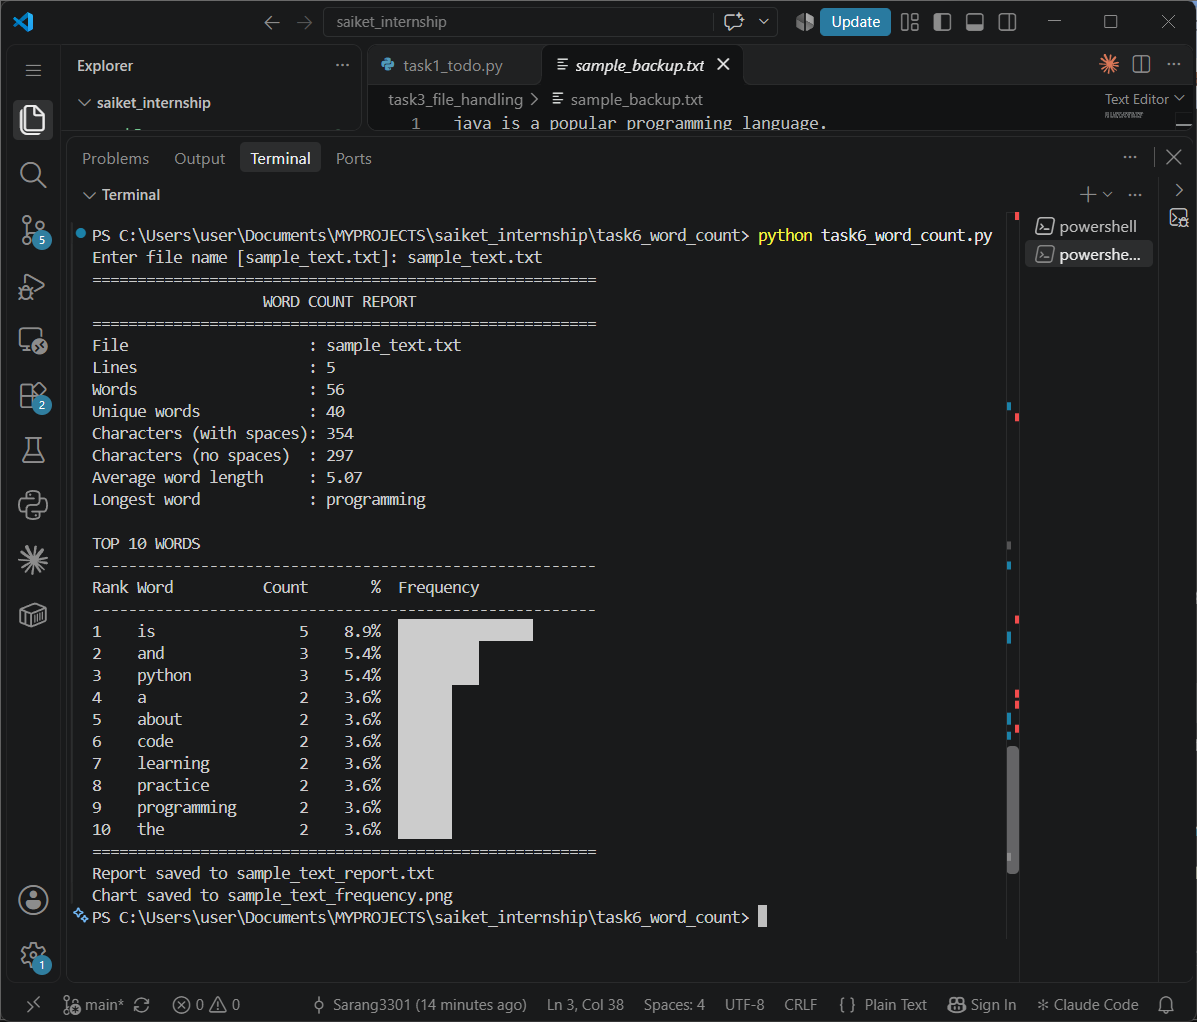 saiket_internship
Update
Explorer
task1_todo.py
sample_backup.txt
saiket_internship
task3_file_handling > sample_backup.txt
Text Editor
1 java is a popular programming language.
Problems Output Terminal Ports
Terminal
powershell
powershe...
PS C:\Users\user\Documents\MYPROJECTS\saiket_internship\task6_word_count> python task6_word_count.py
Enter file name [sample_text.txt]: sample_text.txt
========================================================
WORD COUNT REPORT
========================================================
File : sample_text.txt
Lines : 5
Words : 56
Unique words : 40
Characters (with spaces): 354
Characters (no spaces) : 297
Average word length : 5.07
Longest word : programming
TOP 10 WORDS
--------------------------------------------------------
Rank Word Count % Frequency
--------------------------------------------------------
1 is 5 8.9%
2 and 3 5.4%
3 python 3 5.4%
4 a 2 3.6%
5 about 2 3.6%
6 code 2 3.6%
7 learning 2 3.6%
8 practice 2 3.6%
9 programming 2 3.6%
10 the 2 3.6%
========================================================
Report saved to sample_text_report.txt
Chart saved to sample_text_frequency.png
PS C:\Users\user\Documents\MYPROJECTS\saiket_internship\task6_word_count>
5
2
1
main* 0 0 Sarang3301 (14 minutes ago) Ln 3, Col 38 Spaces: 4 UTF-8 CRLF { } Plain Text Sign In Claude Code